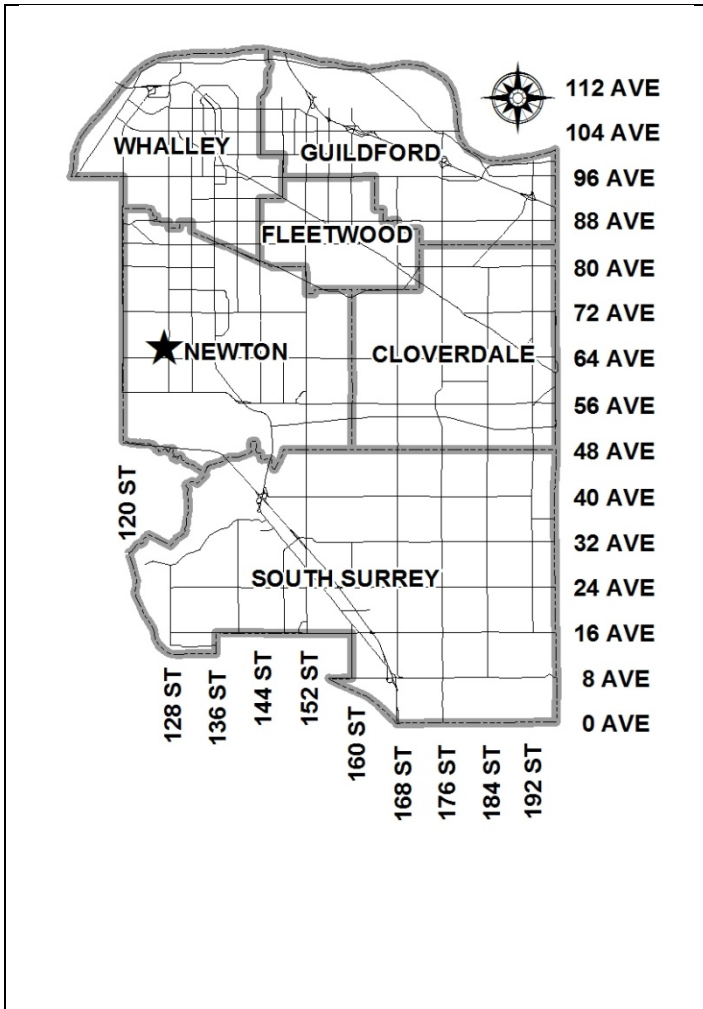 112 AVE
104 AVE
WHALLEY
GUILDFORD
96 AVE
88 AVE
FLEETWOOD
80 AVE
72 AVE
NEWTON
CLOVERDALE
64 AVE
56 AVE
48 AVE
120 ST
40 AVE
32 AVE
SOUTH SURREY
24 AVE
16 AVE
8 AVE
0 AVE
128 ST
136 ST
144 ST
152 ST
160 ST
168 ST
176 ST
184 ST
192 ST